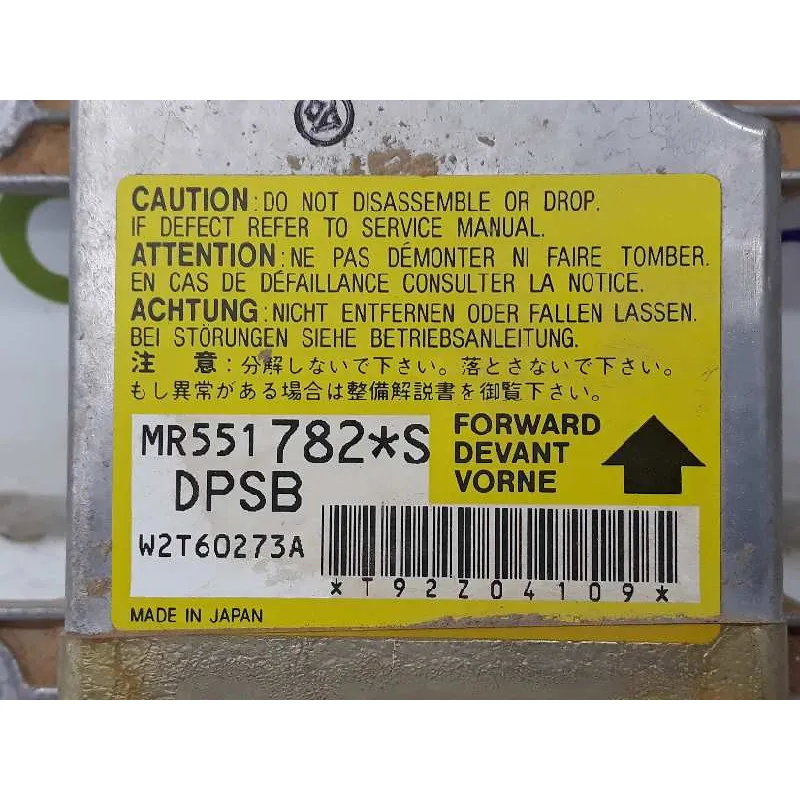 CAUTION:DO NOT DISASSEMBLE OR DROP.
IF DEFECT REFER TO SERVICE MANUAL.
ATTENTION:NE PAS DÉMONTER NI FAIRE TOMBER.
EN CAS DE DÉFAILLANCE CONSULTER LA NOTICE.
ACHTUNG:NICHT ENTFERNEN ODER FALLEN LASSEN.
BEI STÖRUNGEN SIEHE BETRIEBSANLEITUNG.
注 意:分解しないで下さい。落とさないで下さい。
もし異常がある場合は整備解説書を御覧下さい。
MR551782*S
DPSB
W2T60273A
FORWARD
DEVANT
VORNE
*T92Z04109*
MADE IN JAPAN